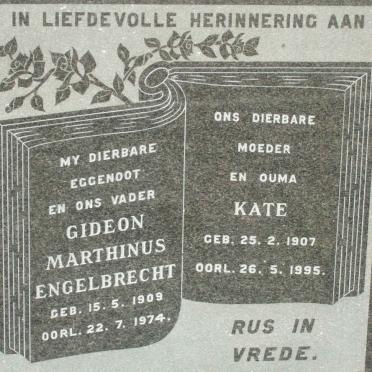 IN LIEFDEVOLLE HERINNERING AAN
MY DIERBARE
EGGENOOT
EN ONS VADER
GIDEON
MARTHINUS
ENGELBRECHT
GEB. 15. 5. 1909
OORL. 22. 7. 1974.
ONS DIERBARE
MOEDER
EN OUMA
KATE
GEB. 25. 2. 1907
OORL. 26. 5. 1995.
RUS IN
VREDE.